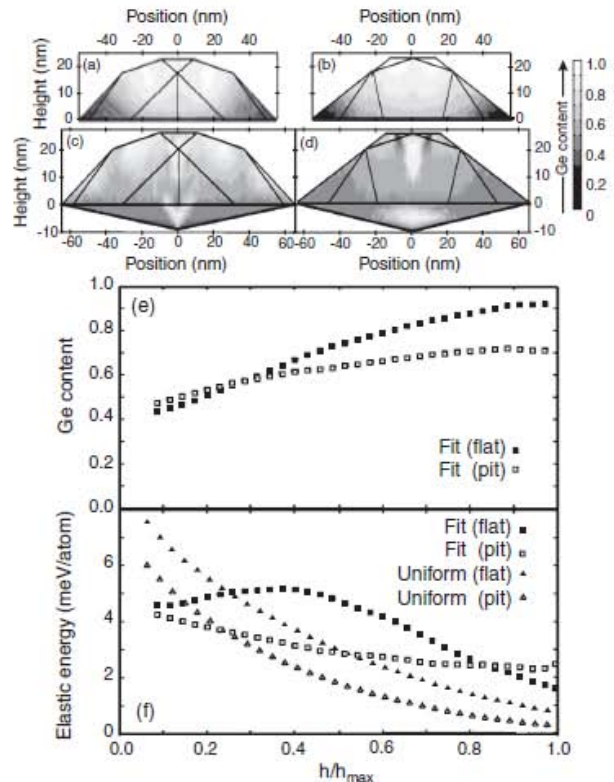 Position (nm)
-40 -20 0 20 40
Position (nm)
-40 -20 0 20 40
Height (nm)
20
10
0
(a)
(b)
20
10
0
1.0
0.8
0.6
0.4
0.2
0
Ge content
Height (nm)
20
10
0
-10
(c)
(d)
20
10
0
-10
-60 -40 -20 0 20 40 60
Position (nm)
-60 -40 -20 0 20 40 60
Position (nm)
1.0
0.8
0.6
0.4
0.2
0.0
Ge content
(e)
Fit (flat)
Fit (pit)
6
4
2
0
Elastic energy (meV/atom)
Fit (flat)
Fit (pit)
Uniform (flat)
Uniform (pit)
(f)
0.0 0.2 0.4 0.6 0.8 1.0
h/hmax